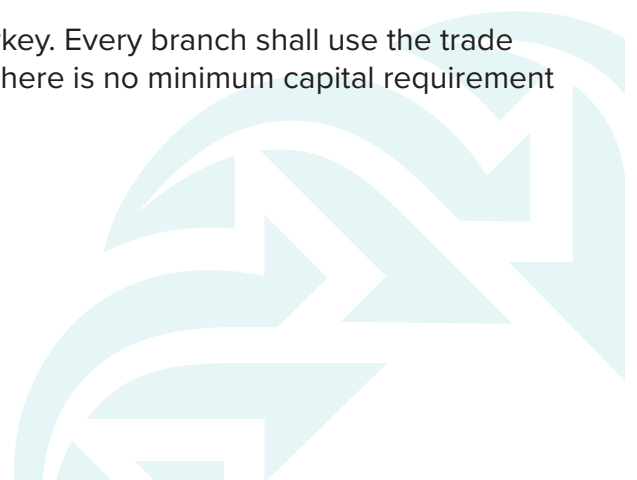 key. Every branch shall use the trade
here is no minimum capital requirement